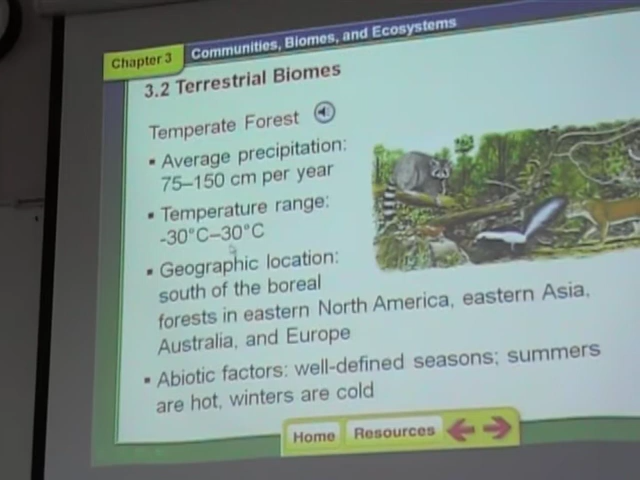 Chapter 3
Communities, Biomes, and Ecosystems
3.2 Terrestrial Biomes
Temperate Forest
▪ Average precipitation:
75–150 cm per year
▪ Temperature range:
-30°C–30°C
▪ Geographic location:
south of the boreal
forests in eastern North America, eastern Asia,
Australia, and Europe
▪ Abiotic factors: well-defined seasons; summers
are hot, winters are cold
Home
Resources